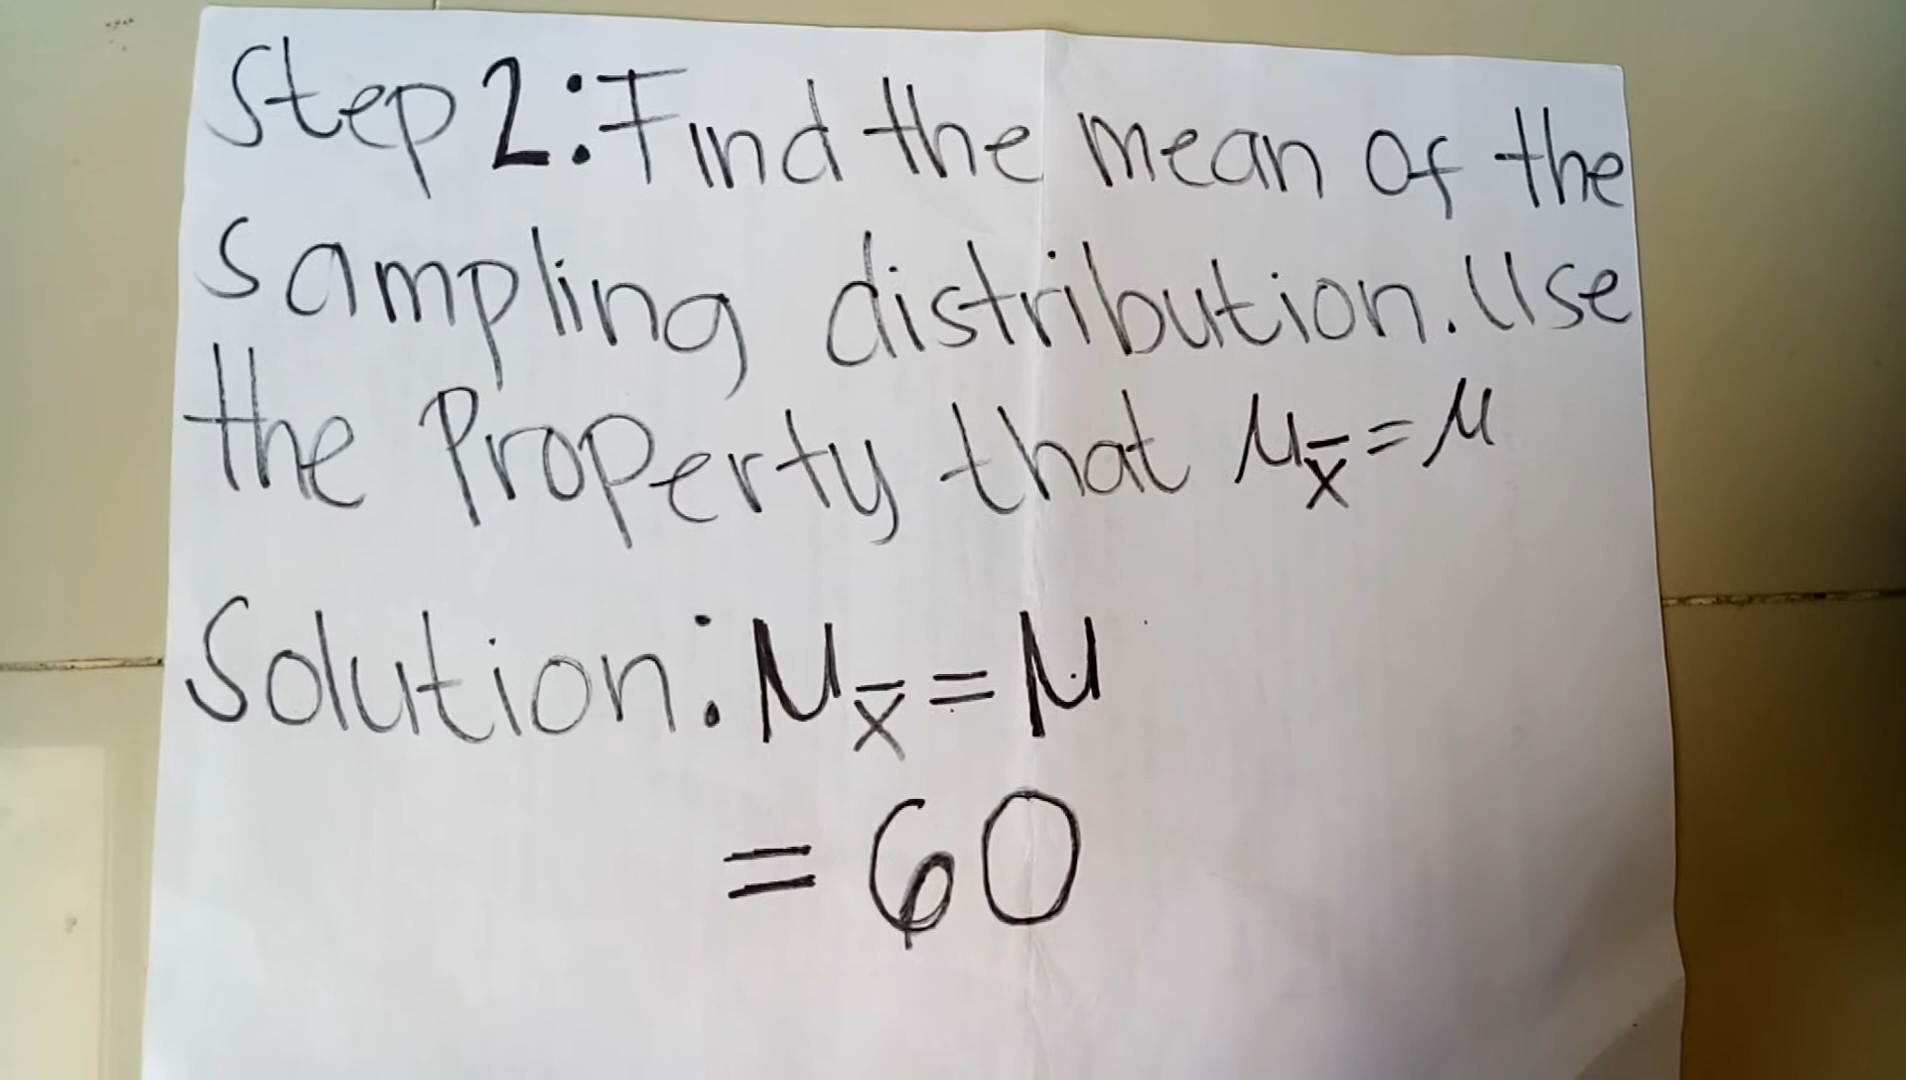 Step 2: Find the mean of the
Sampling distribution. Use
the Property that μx̄ = μ
Solution: μx̄ = μ
= 60